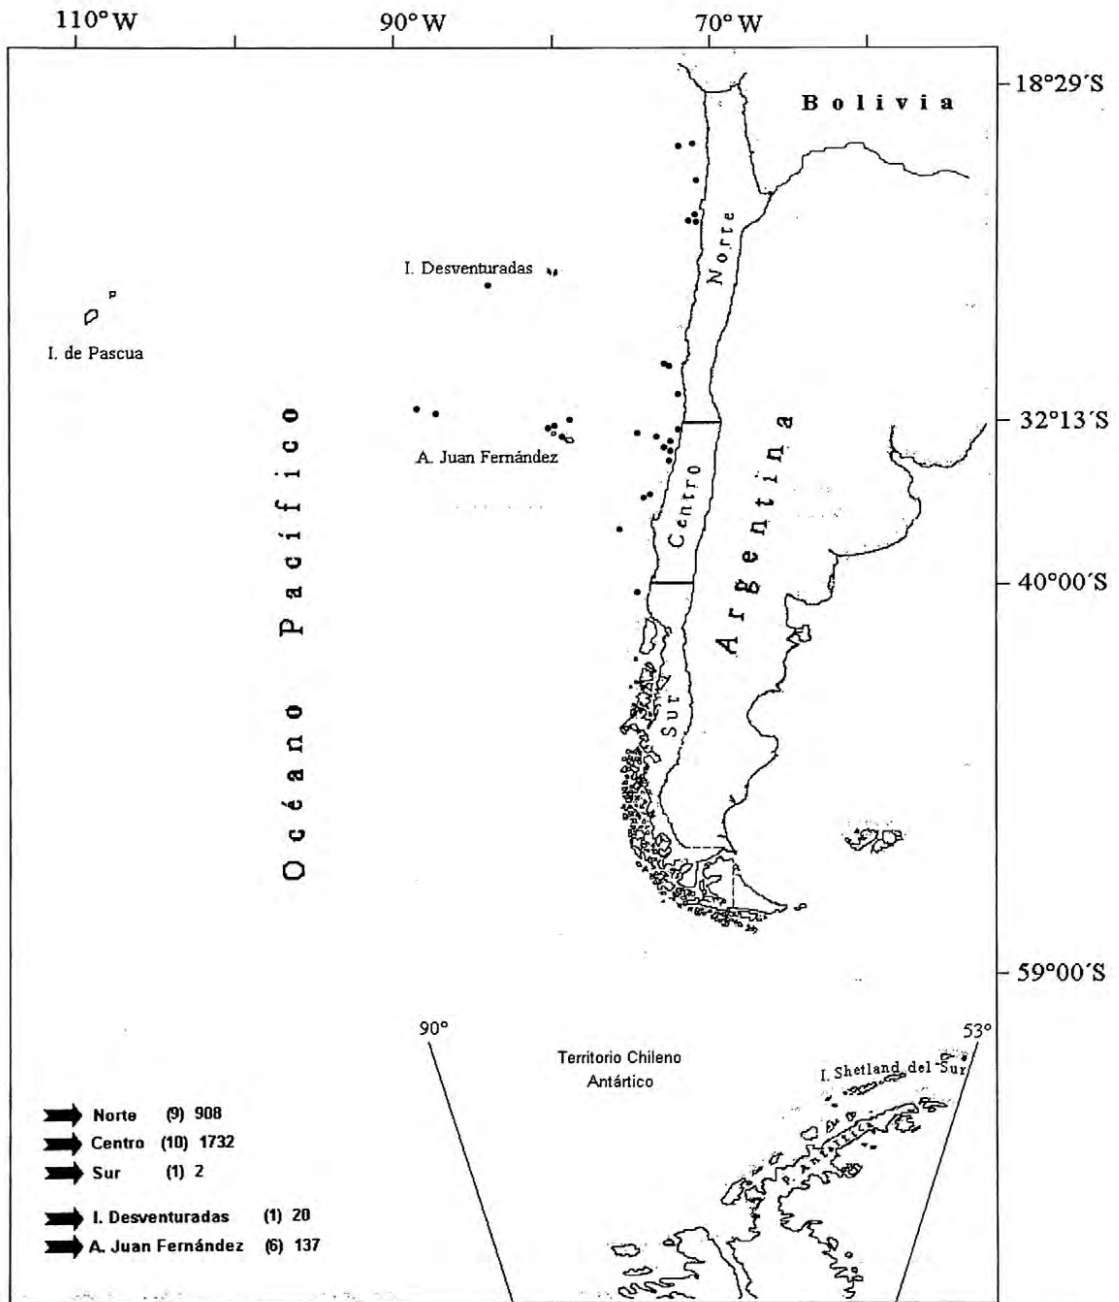 110°W 90°W 70°W
18°29´S
Bolivia
Norte
I. Desventuradas
I. de Pascua
32°13´S
A. Juan Fernández
Centro
Argentina
Océano Pacífico
40°00´S
Sur
59°00´S
90° 53°
Territorio Chileno
Antártico
I. Shetland del Sur
P. Antártica
Norte (9) 908
Centro (10) 1732
Sur (1) 2
I. Desventuradas (1) 20
A. Juan Fernández (6) 137